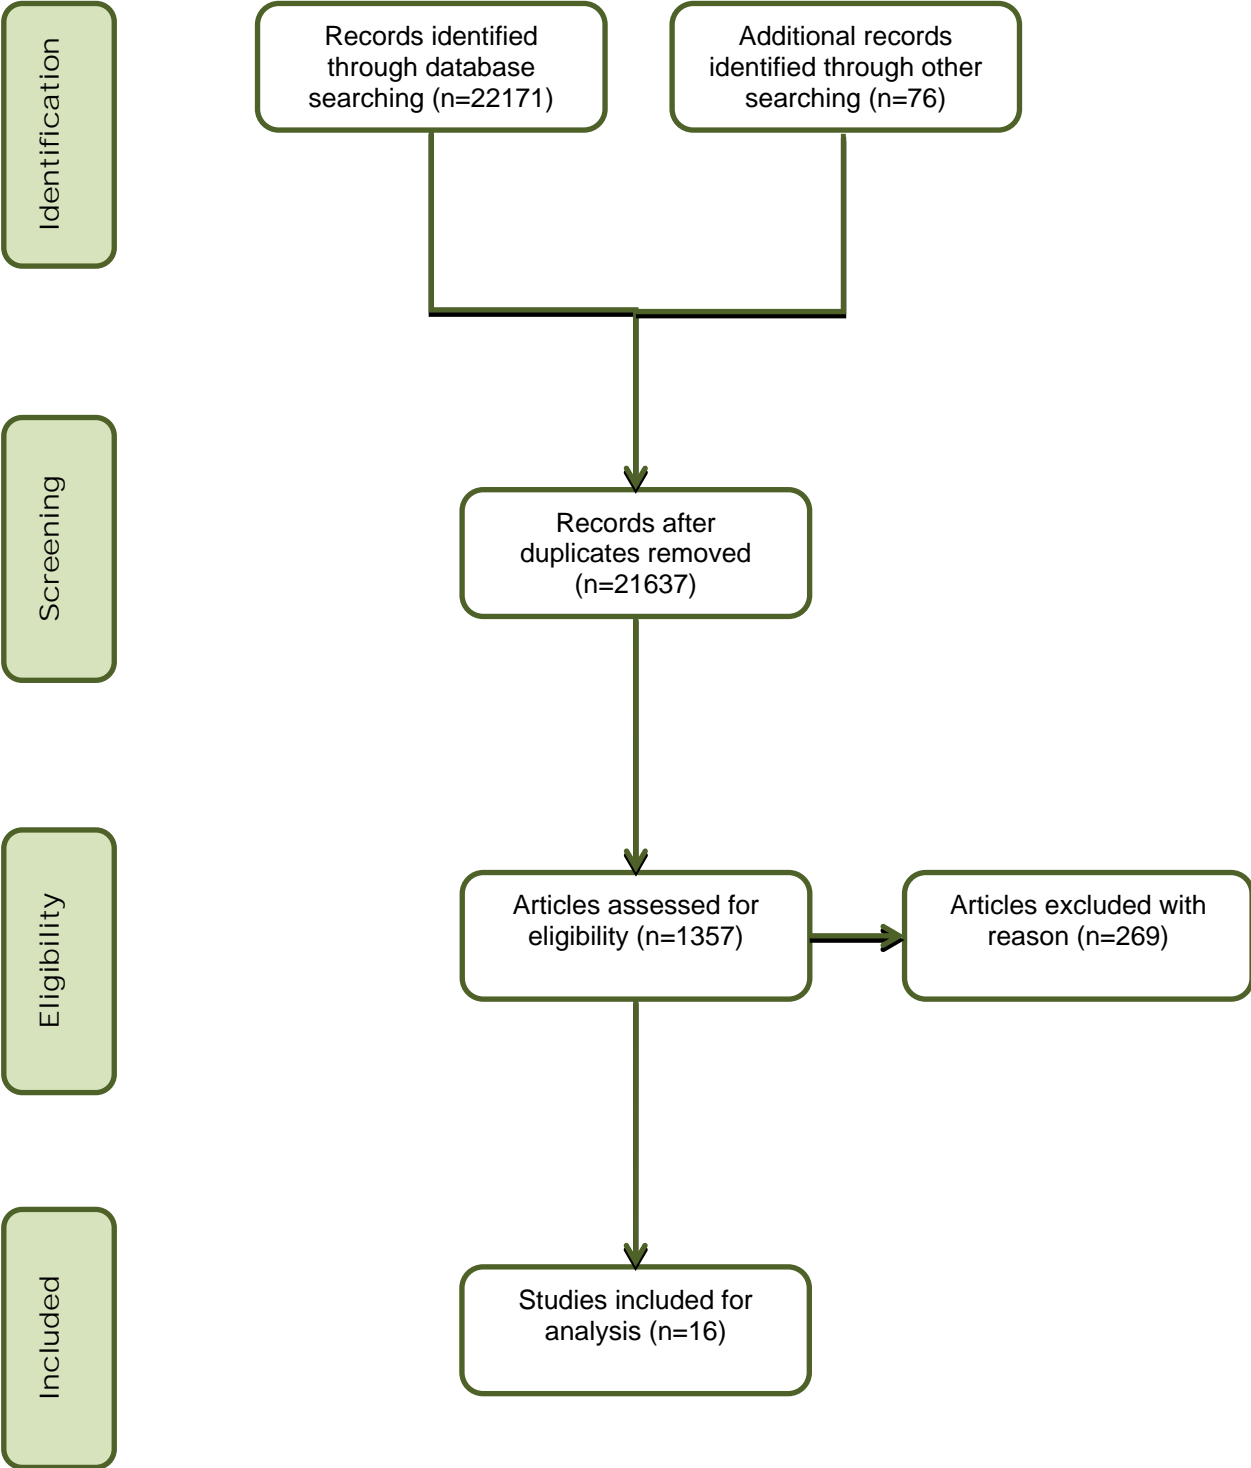 Identification
Records identified
through database
searching (n=22171)
Additional records
identified through other
searching (n=76)
Screening
Records after
duplicates removed
(n=21637)
Eligibility
Articles assessed for
eligibility (n=1357)
Articles excluded with
reason (n=269)
Included
Studies included for
analysis (n=16)